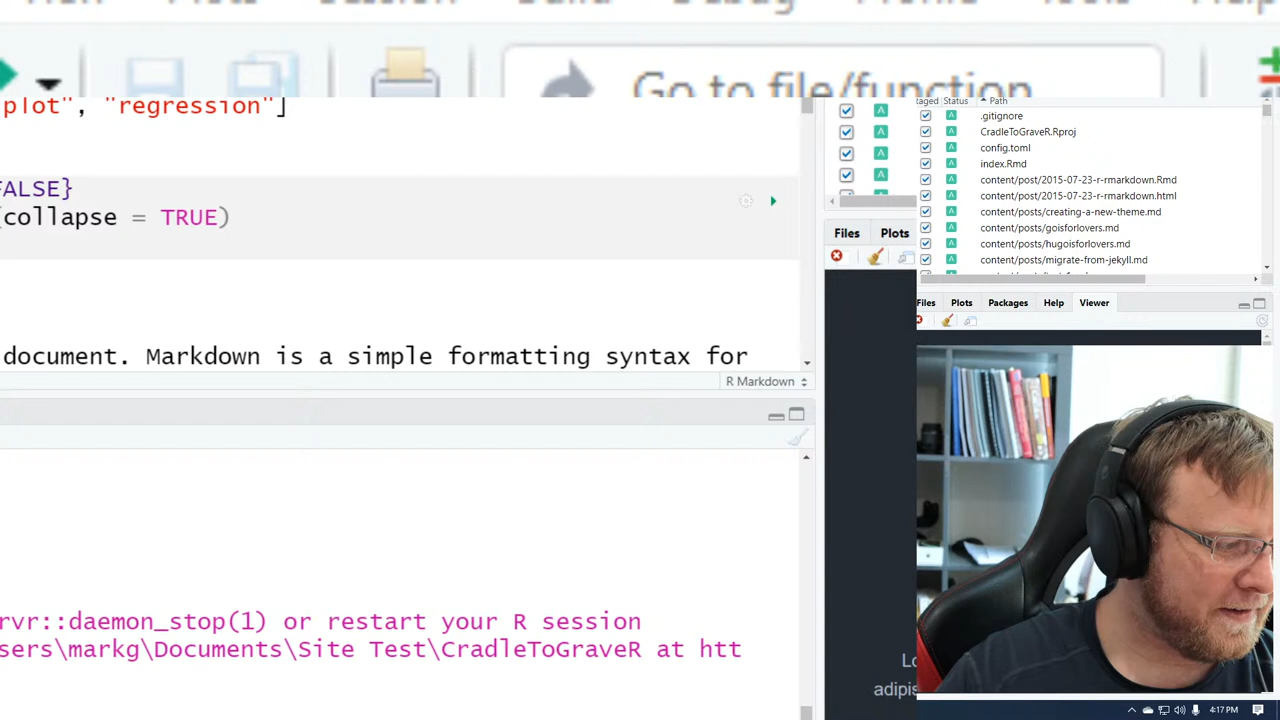 Go to file/function
plot", "regression"]
FALSE}
(collapse = TRUE)
document. Markdown is a simple formatting syntax for
R Markdown
rvr::daemon_stop(1) or restart your R session
sers\markg\Documents\Site Test\CradleToGraveR at htt
Files Plots
taged Status Path
A .gitignore
A CradleToGraveR.Rproj
A config.toml
A index.Rmd
A content/post/2015-07-23-r-rmarkdown.Rmd
A content/post/2015-07-23-r-rmarkdown.html
A content/posts/creating-a-new-theme.md
A content/posts/goisforlovers.md
A content/posts/hugoisforlovers.md
A content/posts/migrate-from-jekyll.md
Files Plots Packages Help Viewer
Lo
adipis
4:17 PM